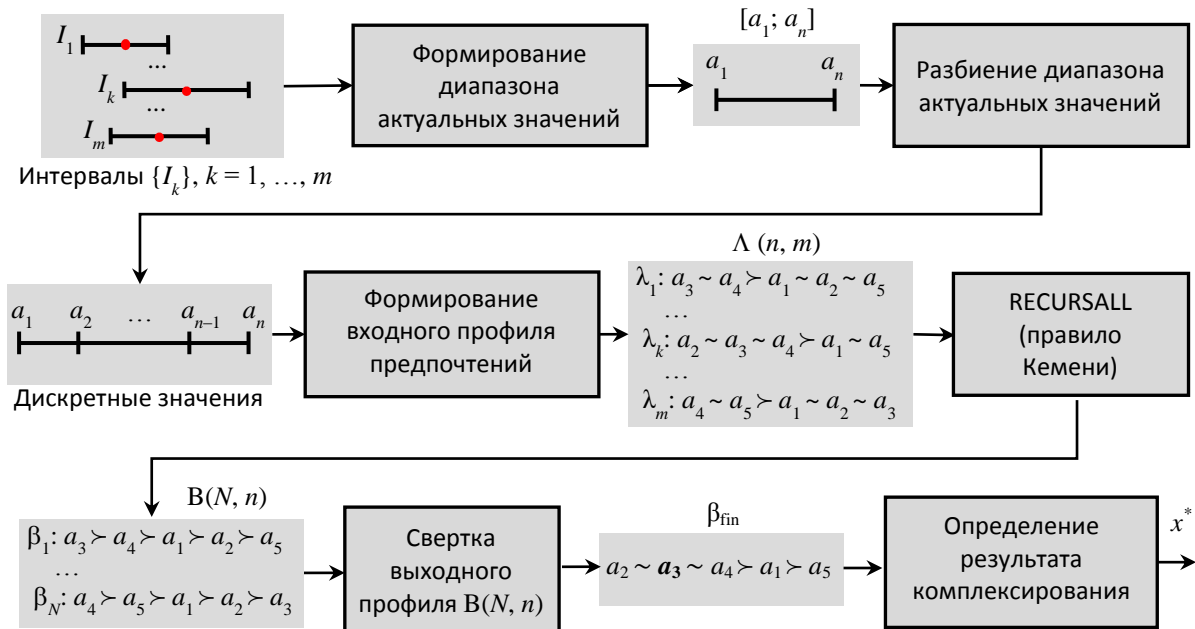 I₁
...
Iₖ
...
Iₘ
Интервалы {Iₖ}, k = 1, …, m
Формирование
диапазона
актуальных значений
[a₁; aₙ]
a₁ aₙ
Разбиение диапазона
актуальных значений
a₁ a₂ … aₙ₋₁ aₙ
Дискретные значения
Формирование
входного профиля
предпочтений
Λ (n, m)
λ₁: a₃ ~ a₄ ≻ a₁ ~ a₂ ~ a₅
…
λₖ: a₂ ~ a₃ ~ a₄ ≻ a₁ ~ a₅
…
λₘ: a₄ ~ a₅ ≻ a₁ ~ a₂ ~ a₃
RECURSALL
(правило
Кемени)
B(N, n)
β₁: a₃ ≻ a₄ ≻ a₁ ≻ a₂ ≻ a₅
…
β_N: a₄ ≻ a₅ ≻ a₁ ≻ a₂ ≻ a₃
Свертка
выходного
профиля B(N, n)
β_fin
a₂ ~ a₃ ~ a₄ ≻ a₁ ≻ a₅
Определение
результата
комплексирования
x*